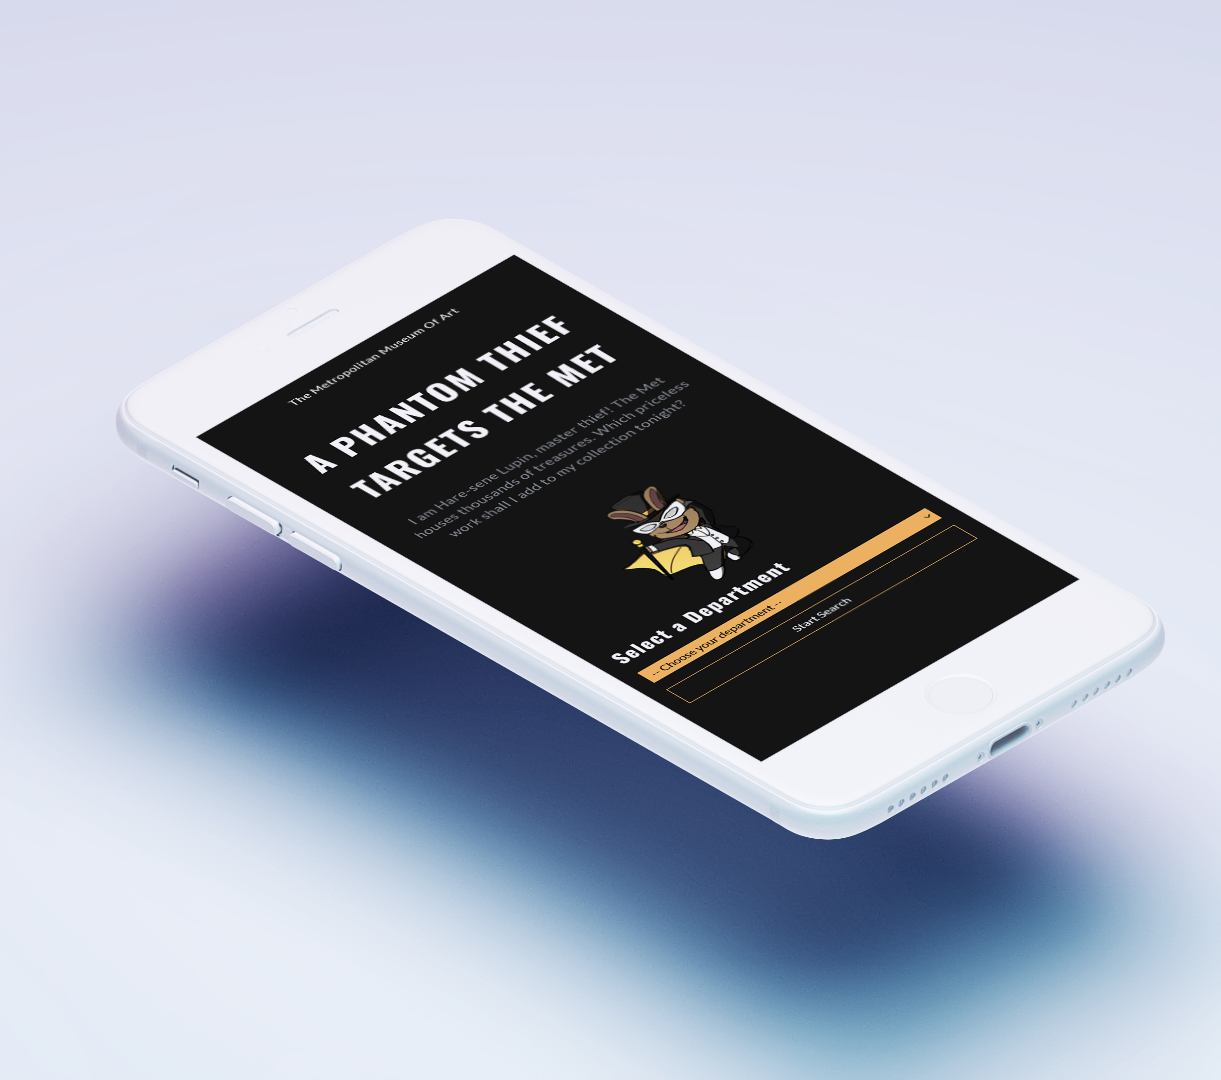 The Metropolitan Museum Of Art
A PHANTOM THIEF
TARGETS THE MET
I am Hare-sene Lupin, master thief! The Met
houses thousands of treasures. Which priceless
work shall I add to my collection tonight?
Select a Department
-- Choose your department --
Start Search